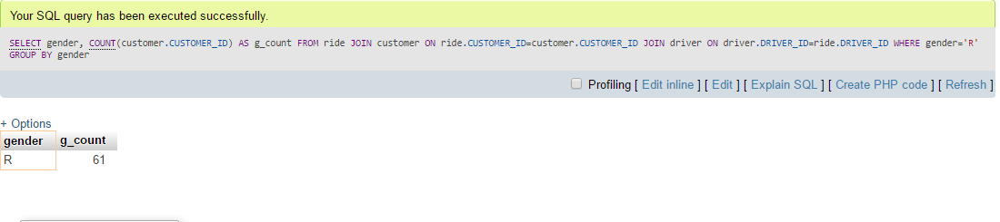 Your SQL query has been executed successfully.
SELECT gender, COUNT(customer.CUSTOMER_ID) AS g_count FROM ride JOIN customer ON ride.CUSTOMER_ID=customer.CUSTOMER_ID JOIN driver ON driver.DRIVER_ID=ride.DRIVER_ID WHERE gender='R'
GROUP BY gender
Profiling [ Edit inline ] [ Edit ] [ Explain SQL ] [ Create PHP code ] [ Refresh ]
+ Options
gender g_count
R 61